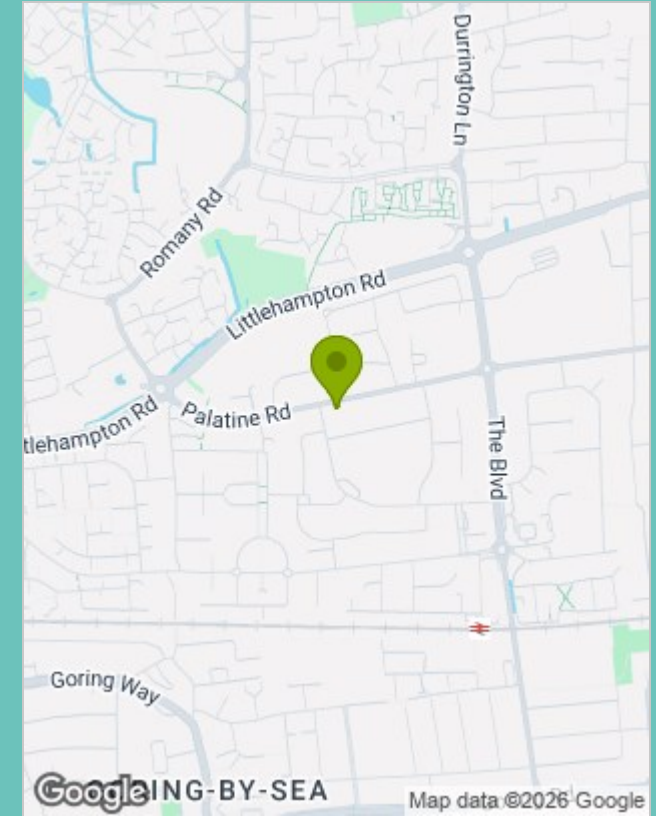 Durrington Ln
Romany Rd
Littlehampton Rd
Palatine Rd
tlehampton Rd
The Blvd
Goring Way
Google
ING-BY-SEA
Map data ©2026 Google